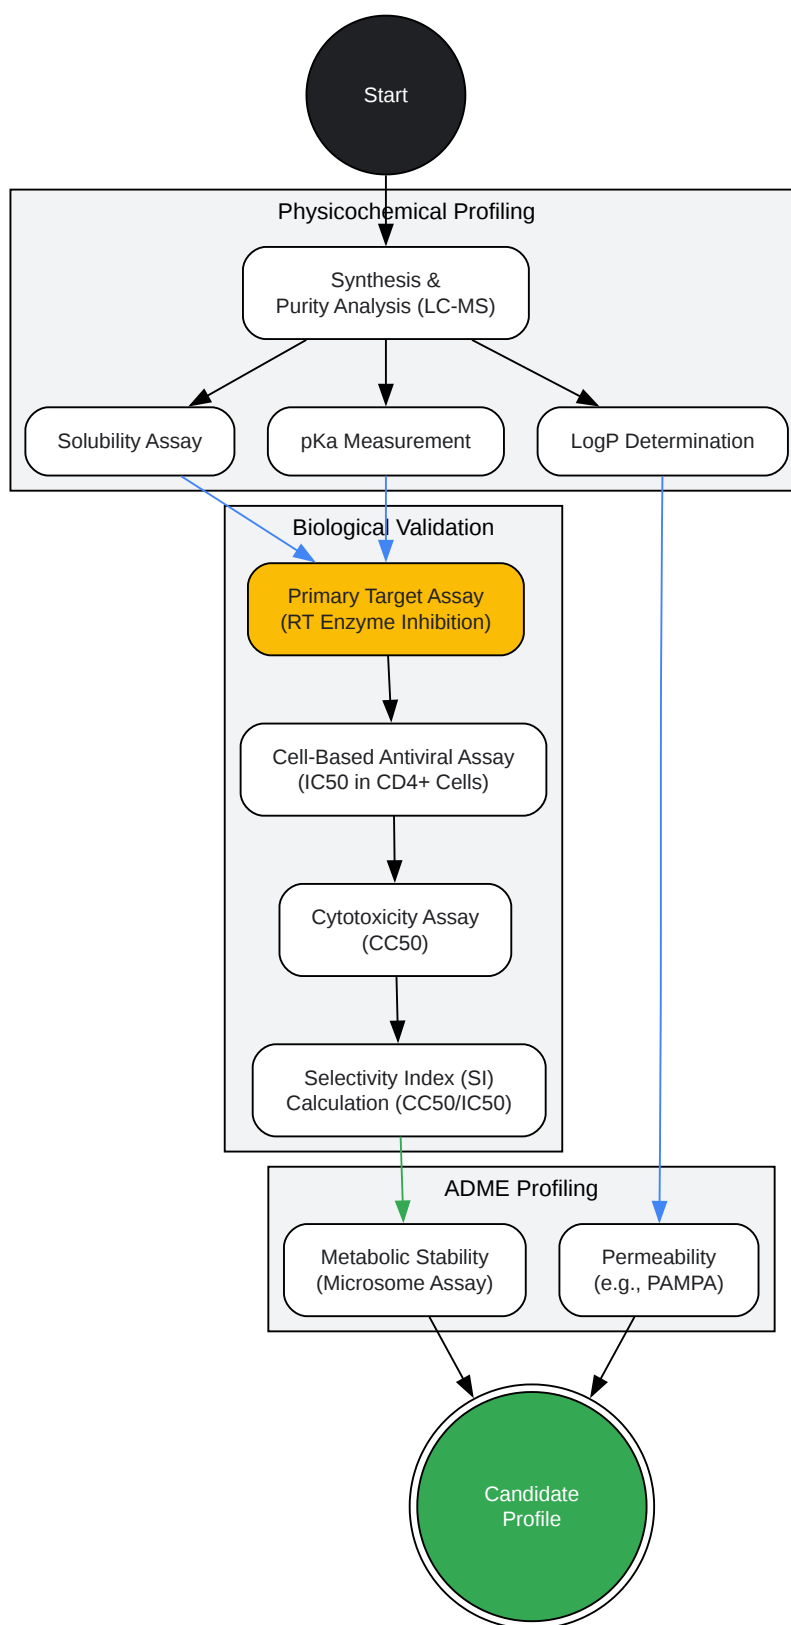 Start
Physicochemical Profiling
Synthesis &
Purity Analysis (LC-MS)
Solubility Assay
pKa Measurement
LogP Determination
Biological Validation
Primary Target Assay
(RT Enzyme Inhibition)
Cell-Based Antiviral Assay
(IC50 in CD4+ Cells)
Cytotoxicity Assay
(CC50)
Selectivity Index (SI)
Calculation (CC50/IC50)
ADME Profiling
Metabolic Stability
(Microsome Assay)
Permeability
(e.g., PAMPA)
Candidate
Profile